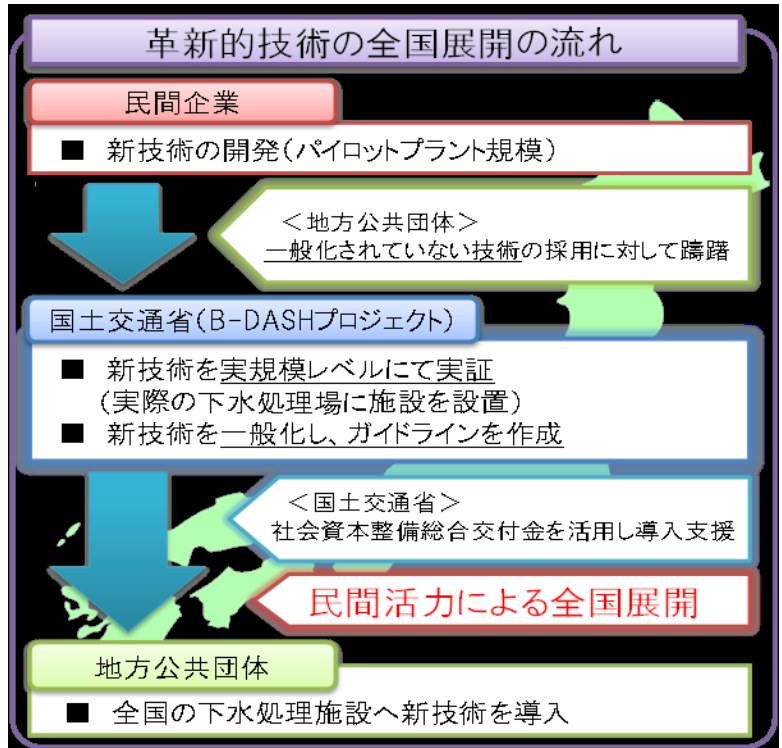 革新的技術の全国展開の流れ
民間企業
■ 新技術の開発(パイロットプラント規模)
＜地方公共団体＞
一般化されていない技術の採用に対して躊躇
国土交通省(B-DASHプロジェクト)
■ 新技術を実規模レベルにて実証
(実際の下水処理場に施設を設置)
■ 新技術を一般化し、ガイドラインを作成
＜国土交通省＞
社会資本整備総合交付金を活用し導入支援
民間活力による全国展開
地方公共団体
■ 全国の下水処理施設へ新技術を導入